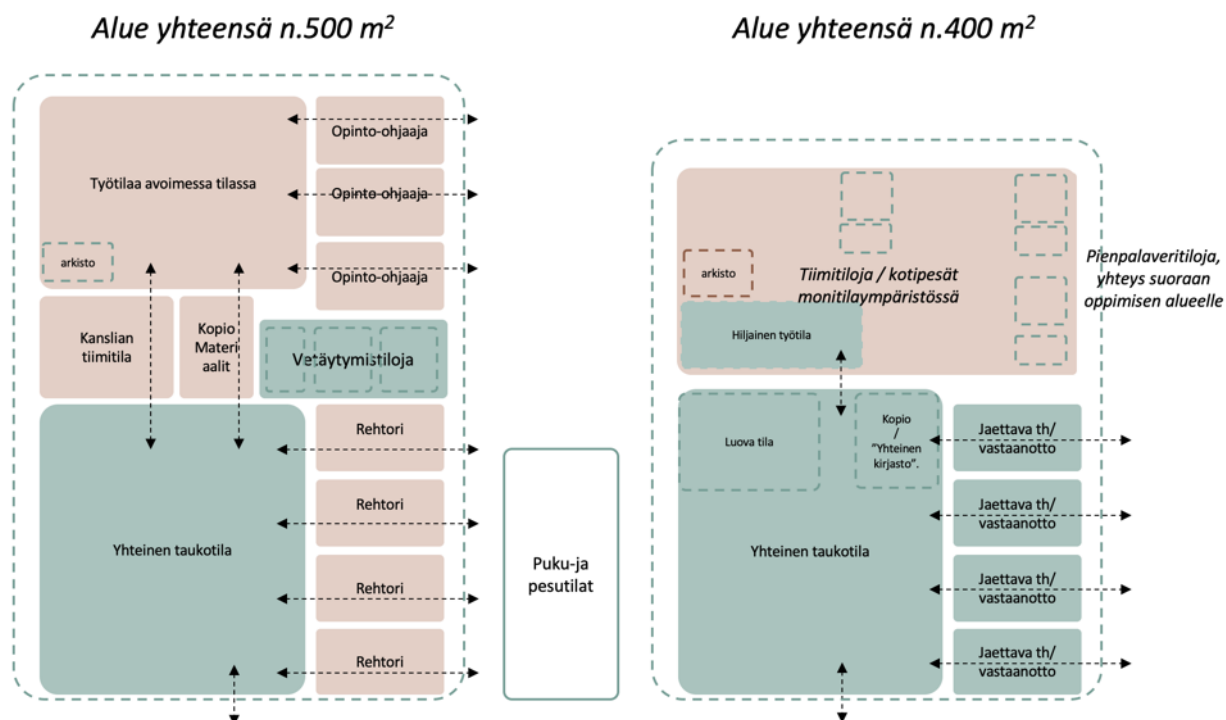 Alue yhteensä n.500 m²
Työtilaa avoimessa tilassa
arkisto
Opinto-ohjaaja
Opinto-ohjaaja
Opinto-ohjaaja
Kanslian
tiimitila
Kopio
Materi
aalit
Vetäytymistiloja
Yhteinen taukotila
Rehtori
Rehtori
Rehtori
Rehtori
Puku-ja
pesutilat
Alue yhteensä n.400 m²
arkisto
Tiimitiloja / kotipesät
monitilaympäristössä
Pienpalaveritiloja,
yhteys suoraan
oppimisen alueelle
Hiljainen työtila
Luova tila
Kopio
/
"Yhteinen
kirjasto".
Yhteinen taukotila
Jaettava th/
vastaanotto
Jaettava th/
vastaanotto
Jaettava th/
vastaanotto
Jaettava th/
vastaanotto